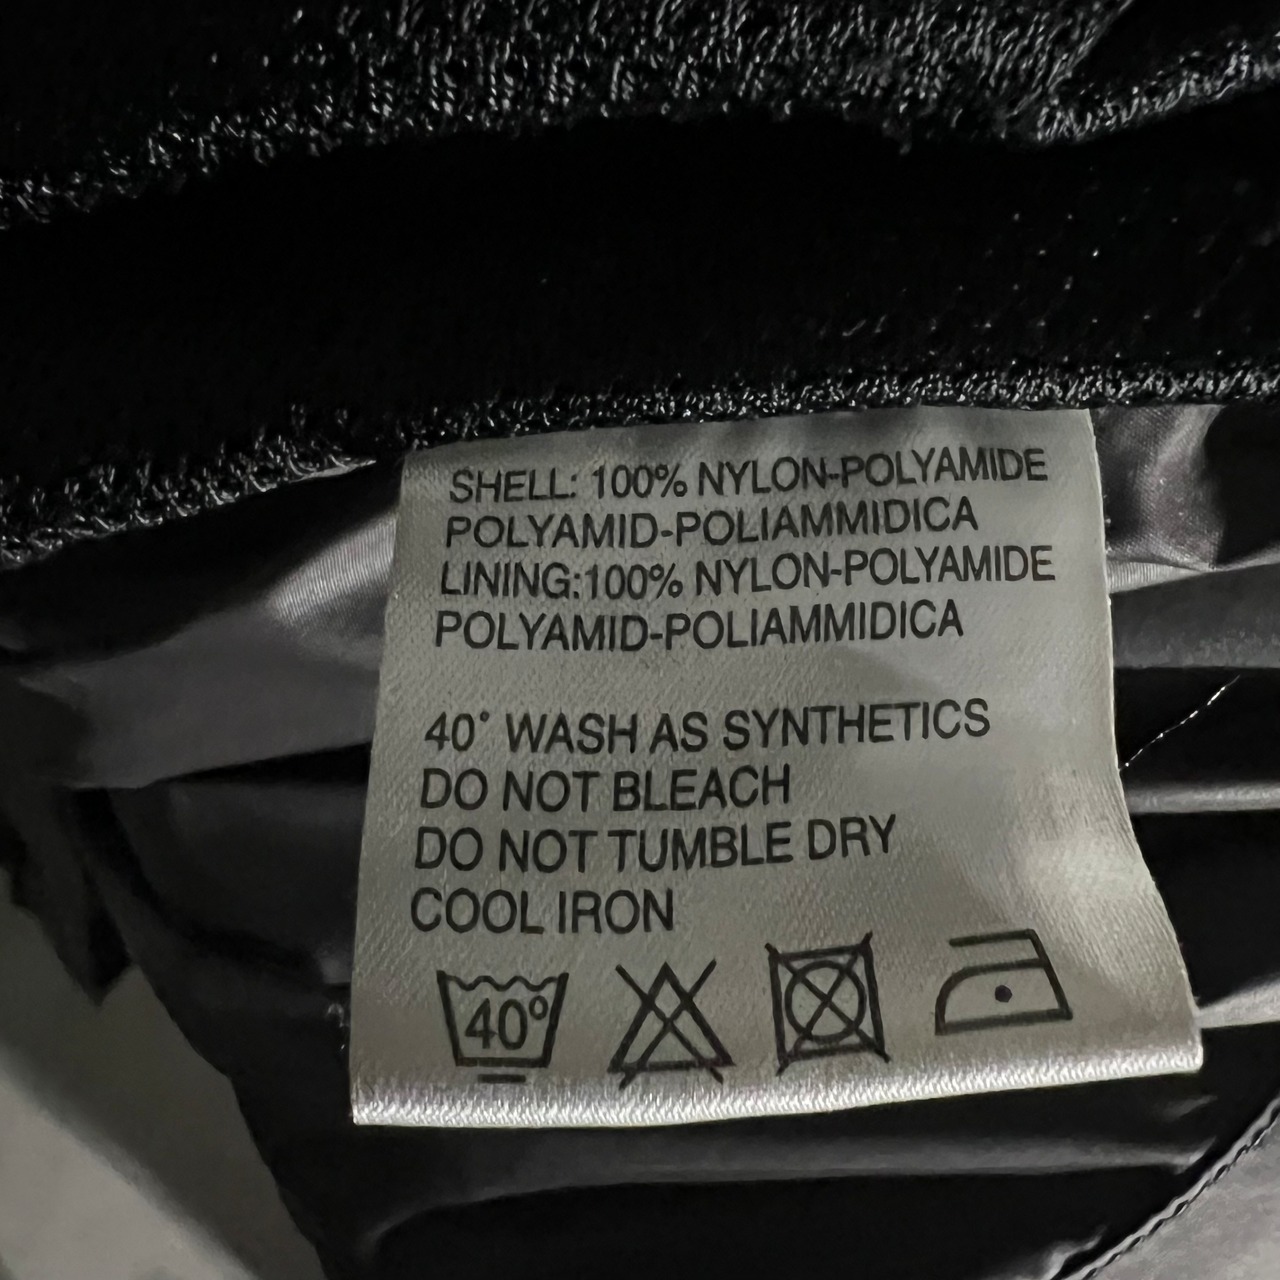 SHELL: 100% NYLON-POLYAMIDE
POLYAMID-POLIAMMIDICA
LINING:100% NYLON-POLYAMIDE
POLYAMID-POLIAMMIDICA
40° WASH AS SYNTHETICS
DO NOT BLEACH
DO NOT TUMBLE DRY
COOL IRON
40°